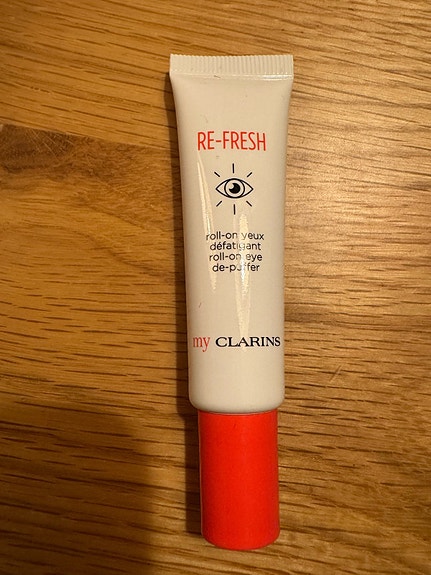 RE-FRESH
roll-on yeux
défatigant
roll-on eye
de-puffer
my CLARINS